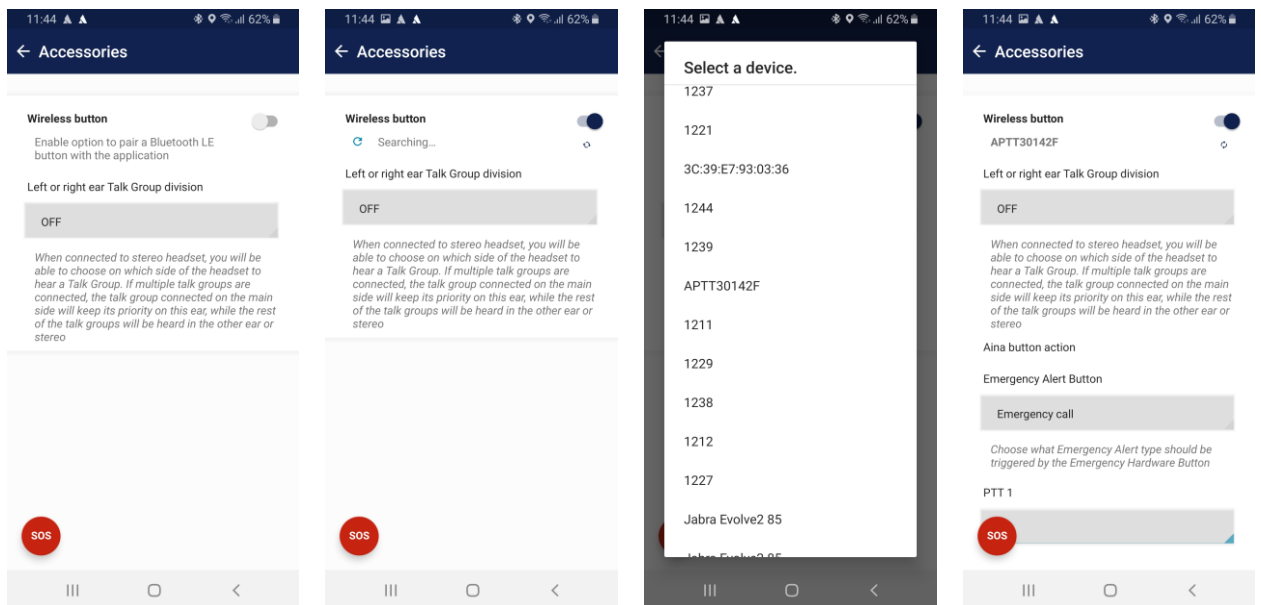 11:44 62%
← Accessories
Wireless button
Enable option to pair a Bluetooth LE
button with the application
Left or right ear Talk Group division
OFF
When connected to stereo headset, you will be
able to choose on which side of the headset to
hear a Talk Group. If multiple talk groups are
connected, the talk group connected on the main
side will keep its priority on this ear, while the rest
of the talk groups will be heard in the other ear or
stereo
SOS
11:44 62%
← Accessories
Wireless button
Searching...
Left or right ear Talk Group division
OFF
When connected to stereo headset, you will be
able to choose on which side of the headset to
hear a Talk Group. If multiple talk groups are
connected, the talk group connected on the main
side will keep its priority on this ear, while the rest
of the talk groups will be heard in the other ear or
stereo
SOS
11:44 62%
Select a device.
1237
1221
3C:39:E7:93:03:36
1244
1239
APTT30142F
1211
1229
1238
1212
1227
Jabra Evolve2 85
Jabra Evolve2 85
11:44 62%
← Accessories
Wireless button
APTT30142F
Left or right ear Talk Group division
OFF
When connected to stereo headset, you will be
able to choose on which side of the headset to
hear a Talk Group. If multiple talk groups are
connected, the talk group connected on the main
side will keep its priority on this ear, while the rest
of the talk groups will be heard in the other ear or
stereo
Aina button action
Emergency Alert Button
Emergency call
Choose what Emergency Alert type should be
triggered by the Emergency Hardware Button
PTT 1
SOS